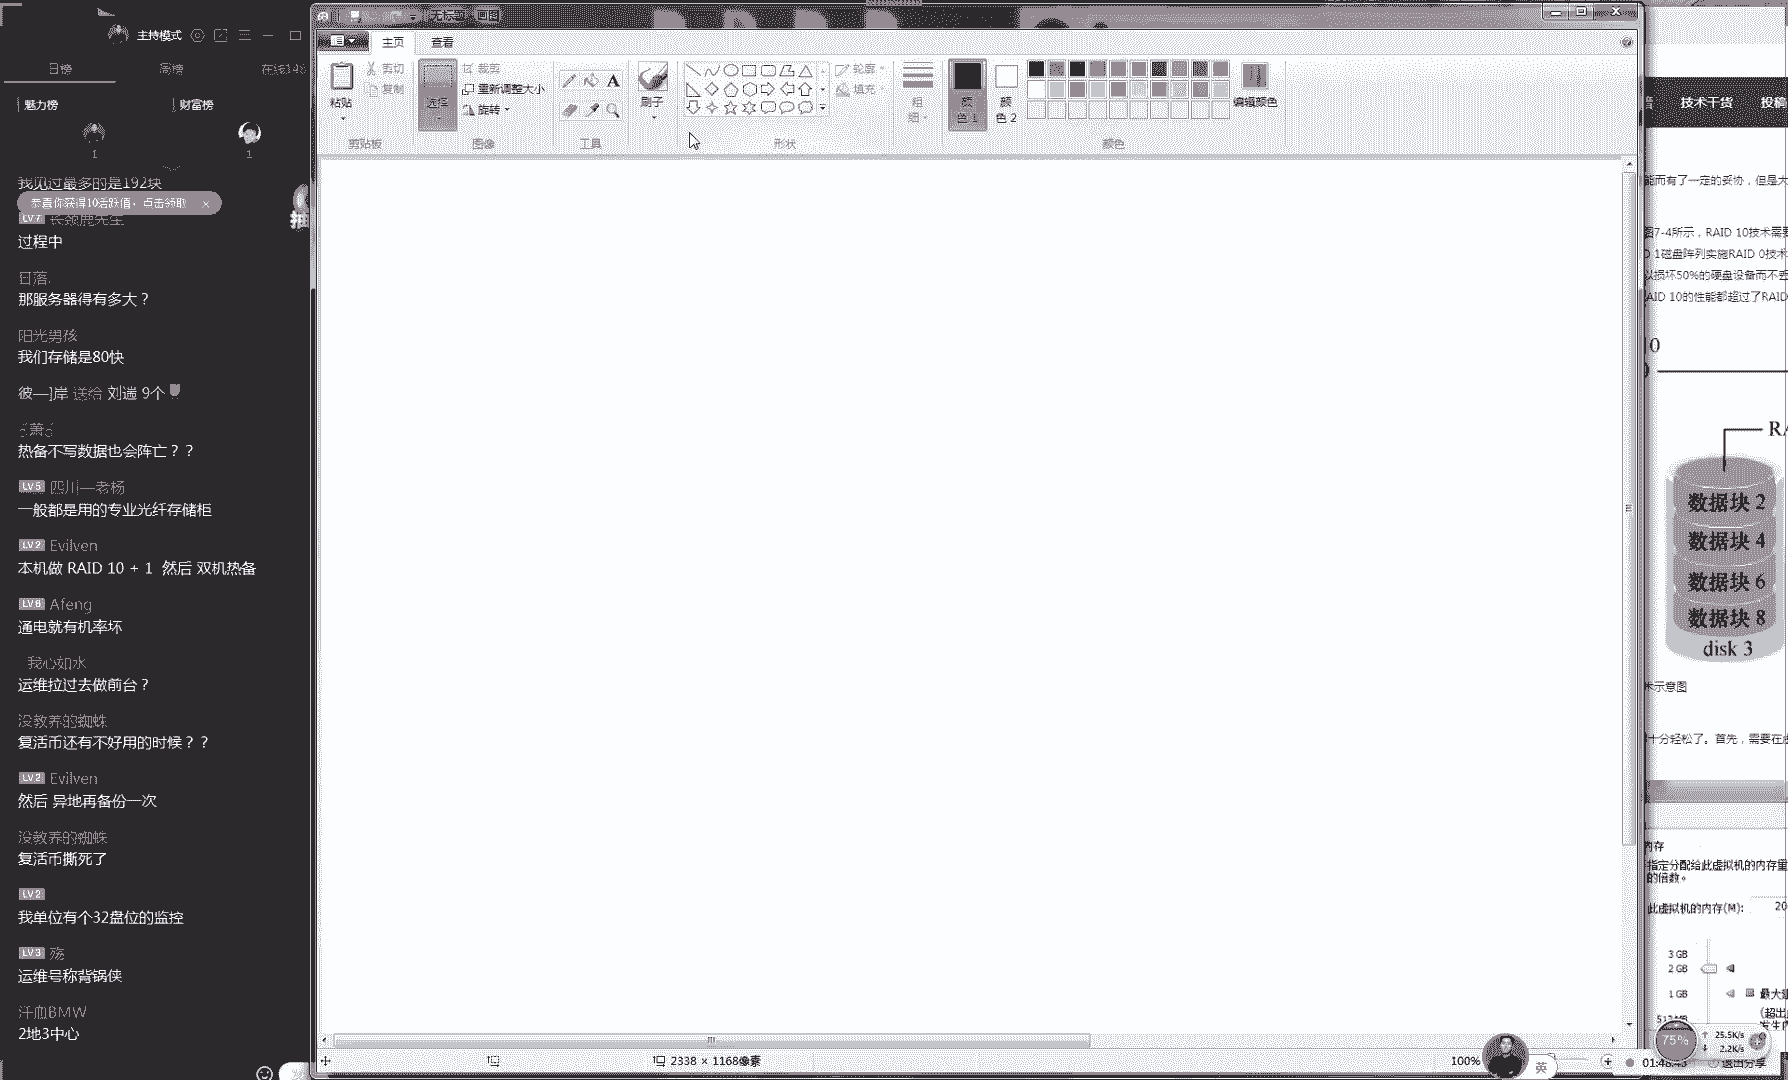 主持模式
日榜
周榜
魅力榜
财富榜
1
1
我见过最多的是192块
恭喜你获得10活跃值，点击领取
LV7 长颈鹿先生
过程中
日落.
那服务器得有多大？
阳光男孩
我们存储是80快
彼—]岸 送给 刘遄 9个
热备不写数据也会阵亡？？
LV5 四川—老杨
一般都是用的专业光纤存储柜
LV2 Evilven
本机做 RAID 10 + 1 然后 双机热备
LV6 Afeng
通电就有机率坏
我心如水
运维拉过去做前台？
没教养的蜘蛛
复活币还有不好用的时候？？
LV2 Evilven
然后 异地再备份一次
没教养的蜘蛛
复活币撕死了
LV2
我单位有个32盘位的监控
LV3 殇
运维号称背锅侠
汗血BMW
2地3中心
无标题 - 画图
主页
查看
粘贴
剪切
复制
剪贴板
选择
裁剪
重新调整大小
旋转
图像
A
工具
刷子
轮廓
填充
形状
粗细
颜色 1
颜色 2
编辑颜色
颜色
2338 × 1168像素
100%
英
技术干货
投稿
能而有了一定的妥协，但是大
图7-4所示，RAID 10技术需要
D 1磁盘阵列实施RAID 0技术
以损坏50%的硬盘设备而不丢
AID 10的性能都超过了RAID
数据块 2
数据块 4
数据块 6
数据块 8
disk 3
示意图
十分轻松了。首先，需要在
内存
指定分配给此虚拟机的内存量
的倍数。
此虚拟机的内存(M):
20
3 GB
2 GB
1 GB
75%
25.5K/s
2.2K/s
退出分享